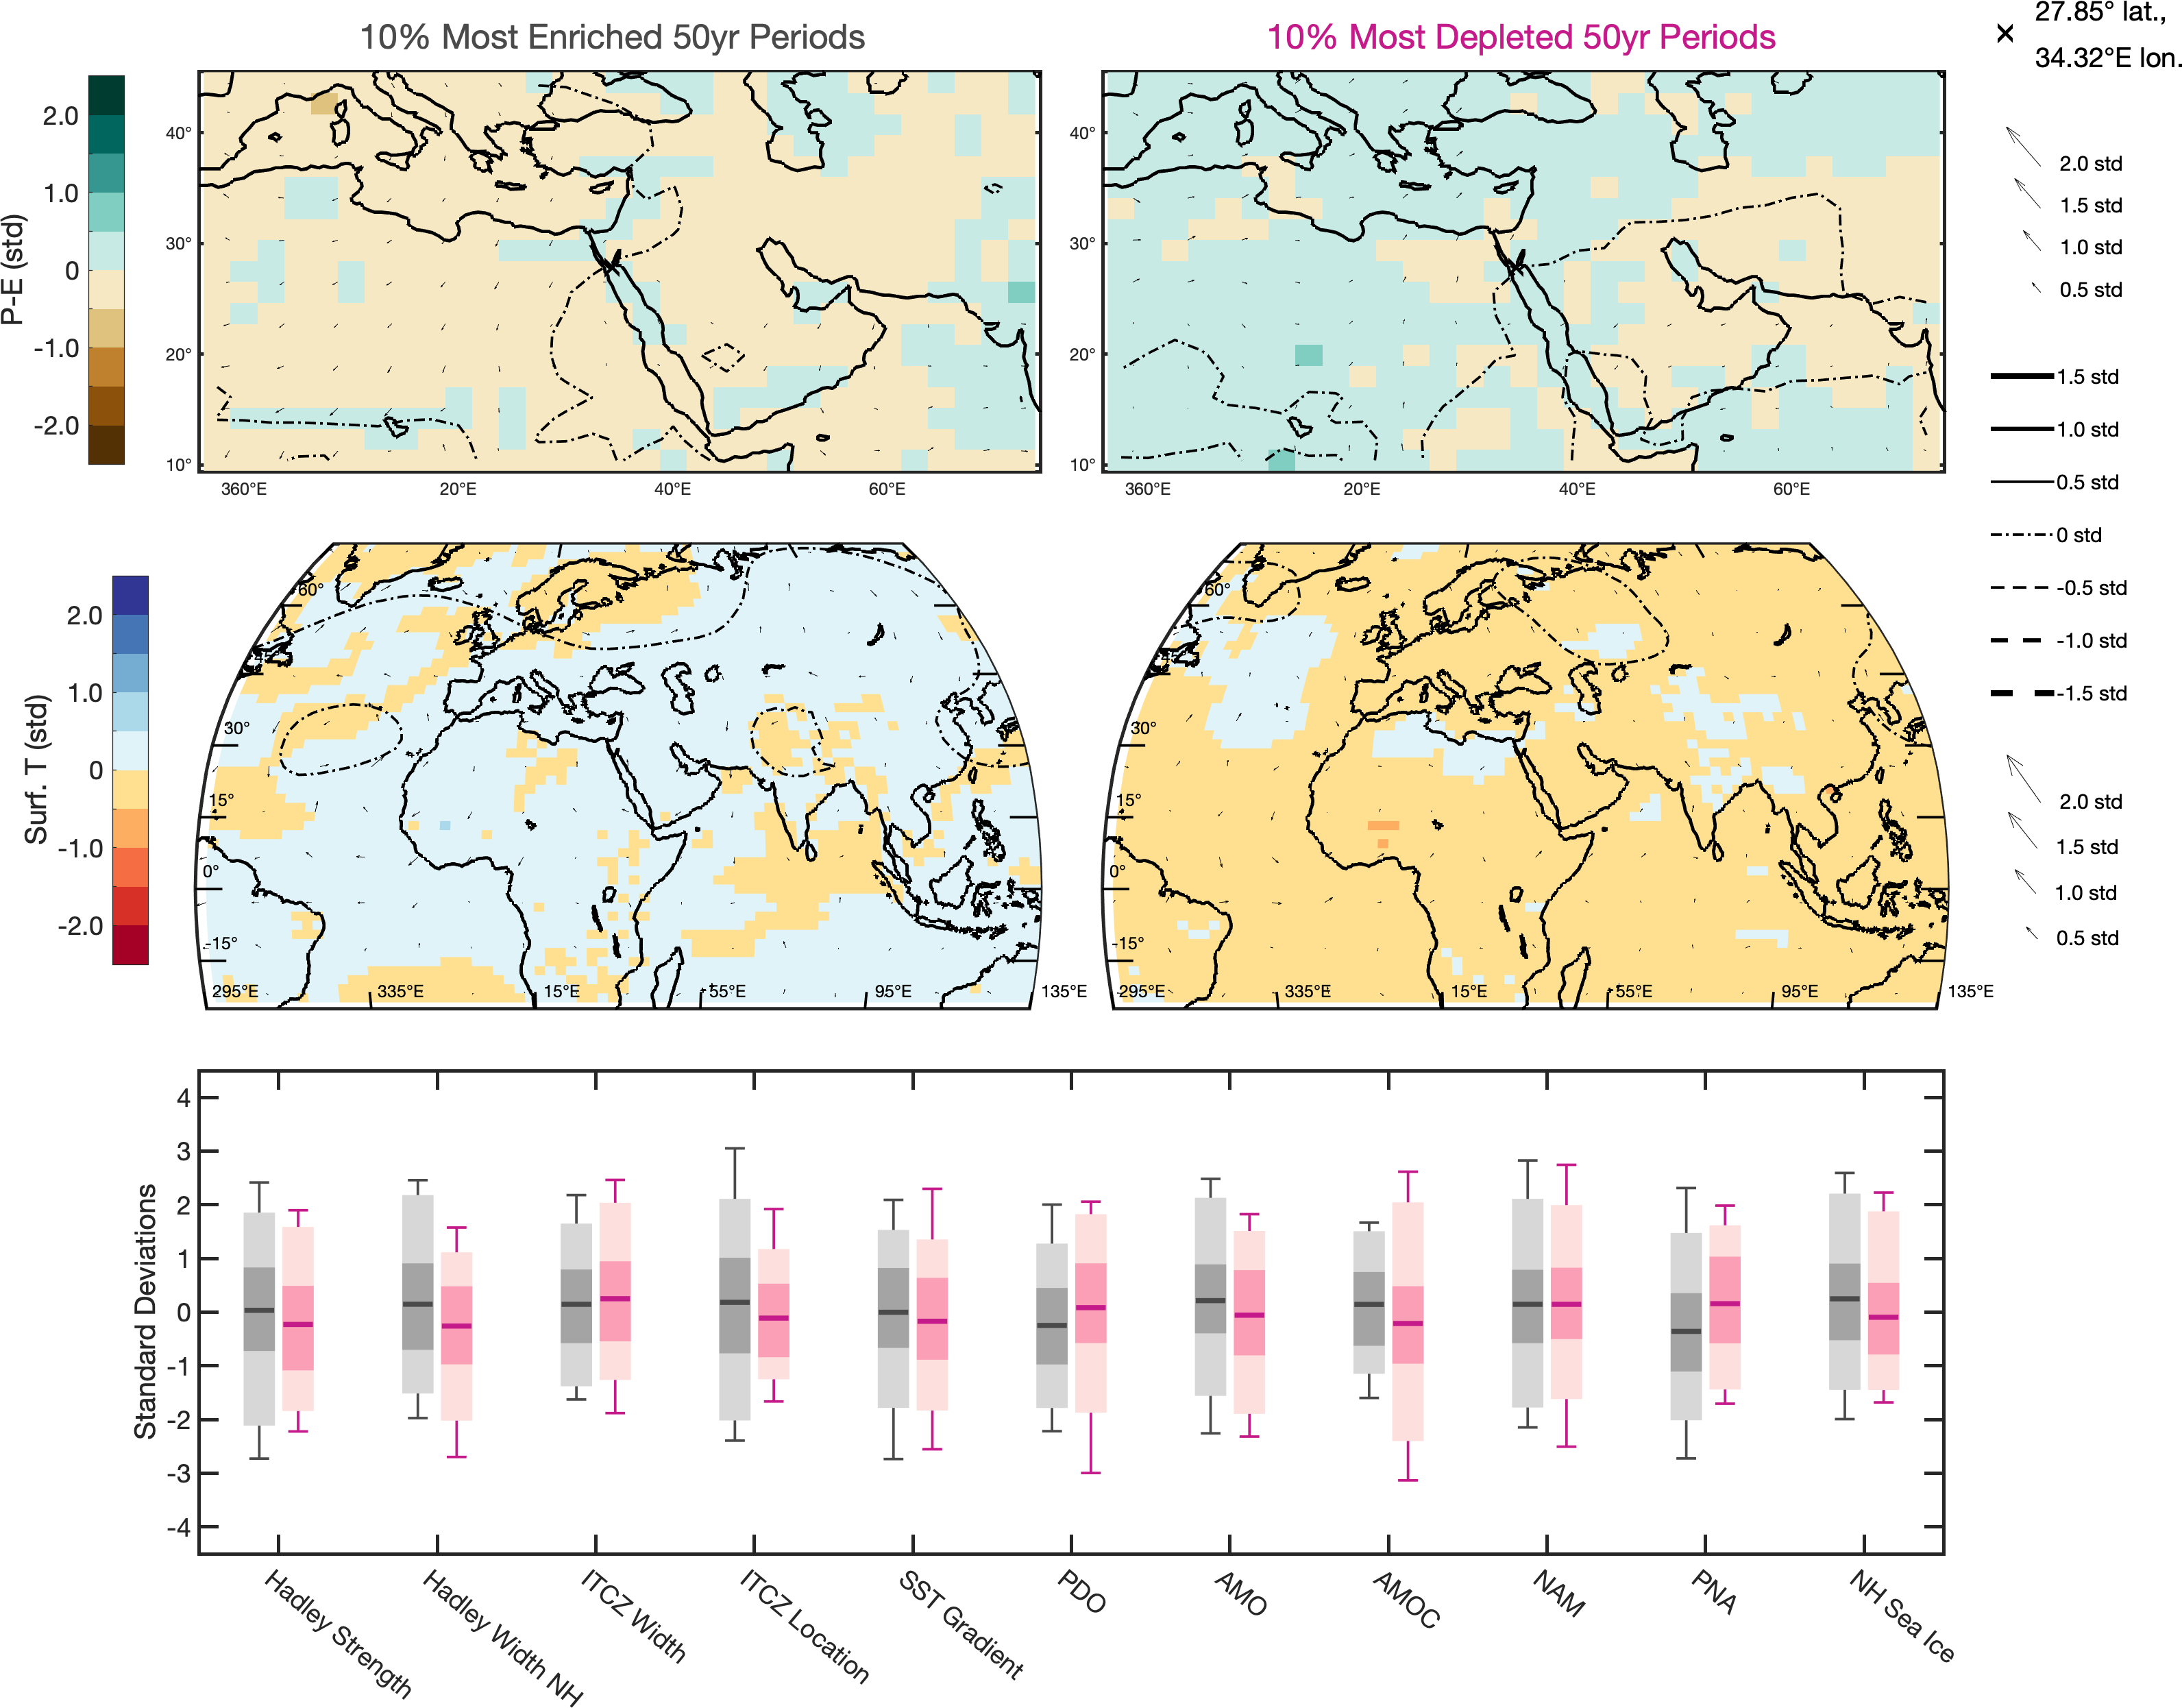 10% Most Enriched 50yr Periods
10% Most Depleted 50yr Periods
27.85° lat.,
34.32°E lon.
P-E (std)
2.0
1.0
0
-1.0
-2.0
40°
30°
20°
10°
360°E 20°E 40°E 60°E
40°
30°
20°
10°
360°E 20°E 40°E 60°E
2.0 std
1.5 std
1.0 std
0.5 std
1.5 std
1.0 std
0.5 std
0 std
-0.5 std
-1.0 std
-1.5 std
Surf. T (std)
2.0
1.0
0
-1.0
-2.0
60°
45°
30°
15°
0°
-15°
295°E 335°E 15°E 55°E 95°E 135°E
60°
45°
30°
15°
0°
-15°
295°E 335°E 15°E 55°E 95°E 135°E
2.0 std
1.5 std
1.0 std
0.5 std
Standard Deviations
4
3
2
1
0
-1
-2
-3
-4
Hadley Strength
Hadley Width NH
ITCZ Width
ITCZ Location
SST Gradient
PDO
AMO
AMOC
NAM
PNA
NH Sea Ice